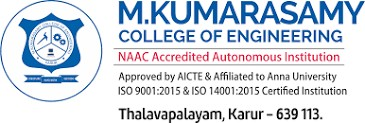 M.KUMARASAMY
COLLEGE OF ENGINEERING
NAAC Accredited Autonomous Institution
Approved by AICTE & Affiliated to Anna University
ISO 9001:2015 & ISO 14001:2015 Certified Institution
Thalavapalayam, Karur – 639 113.